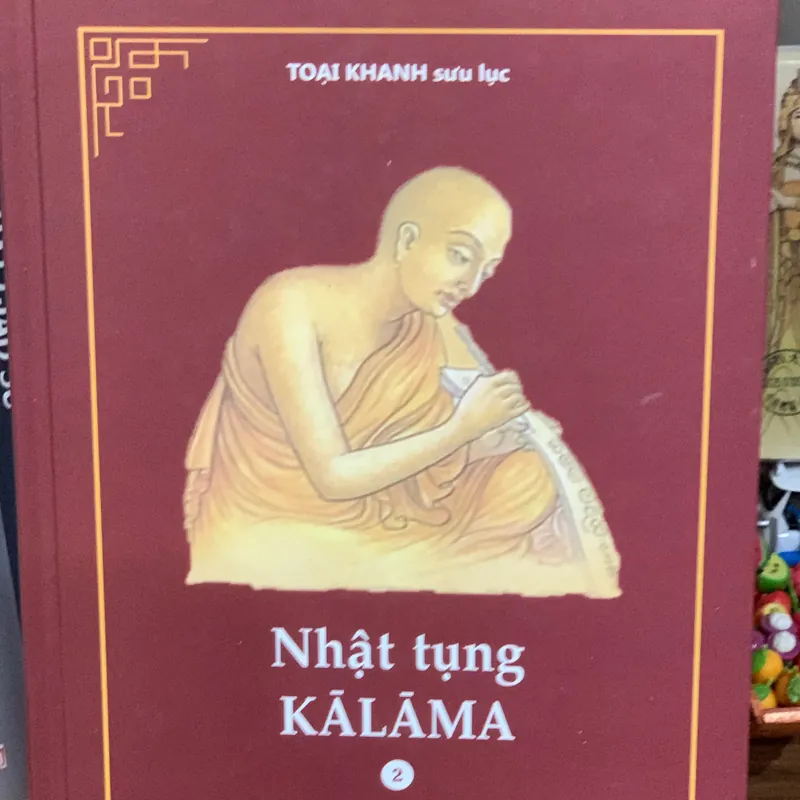 TOẠI KHANH sưu lục
Nhật tụng
KĀLĀMA
2